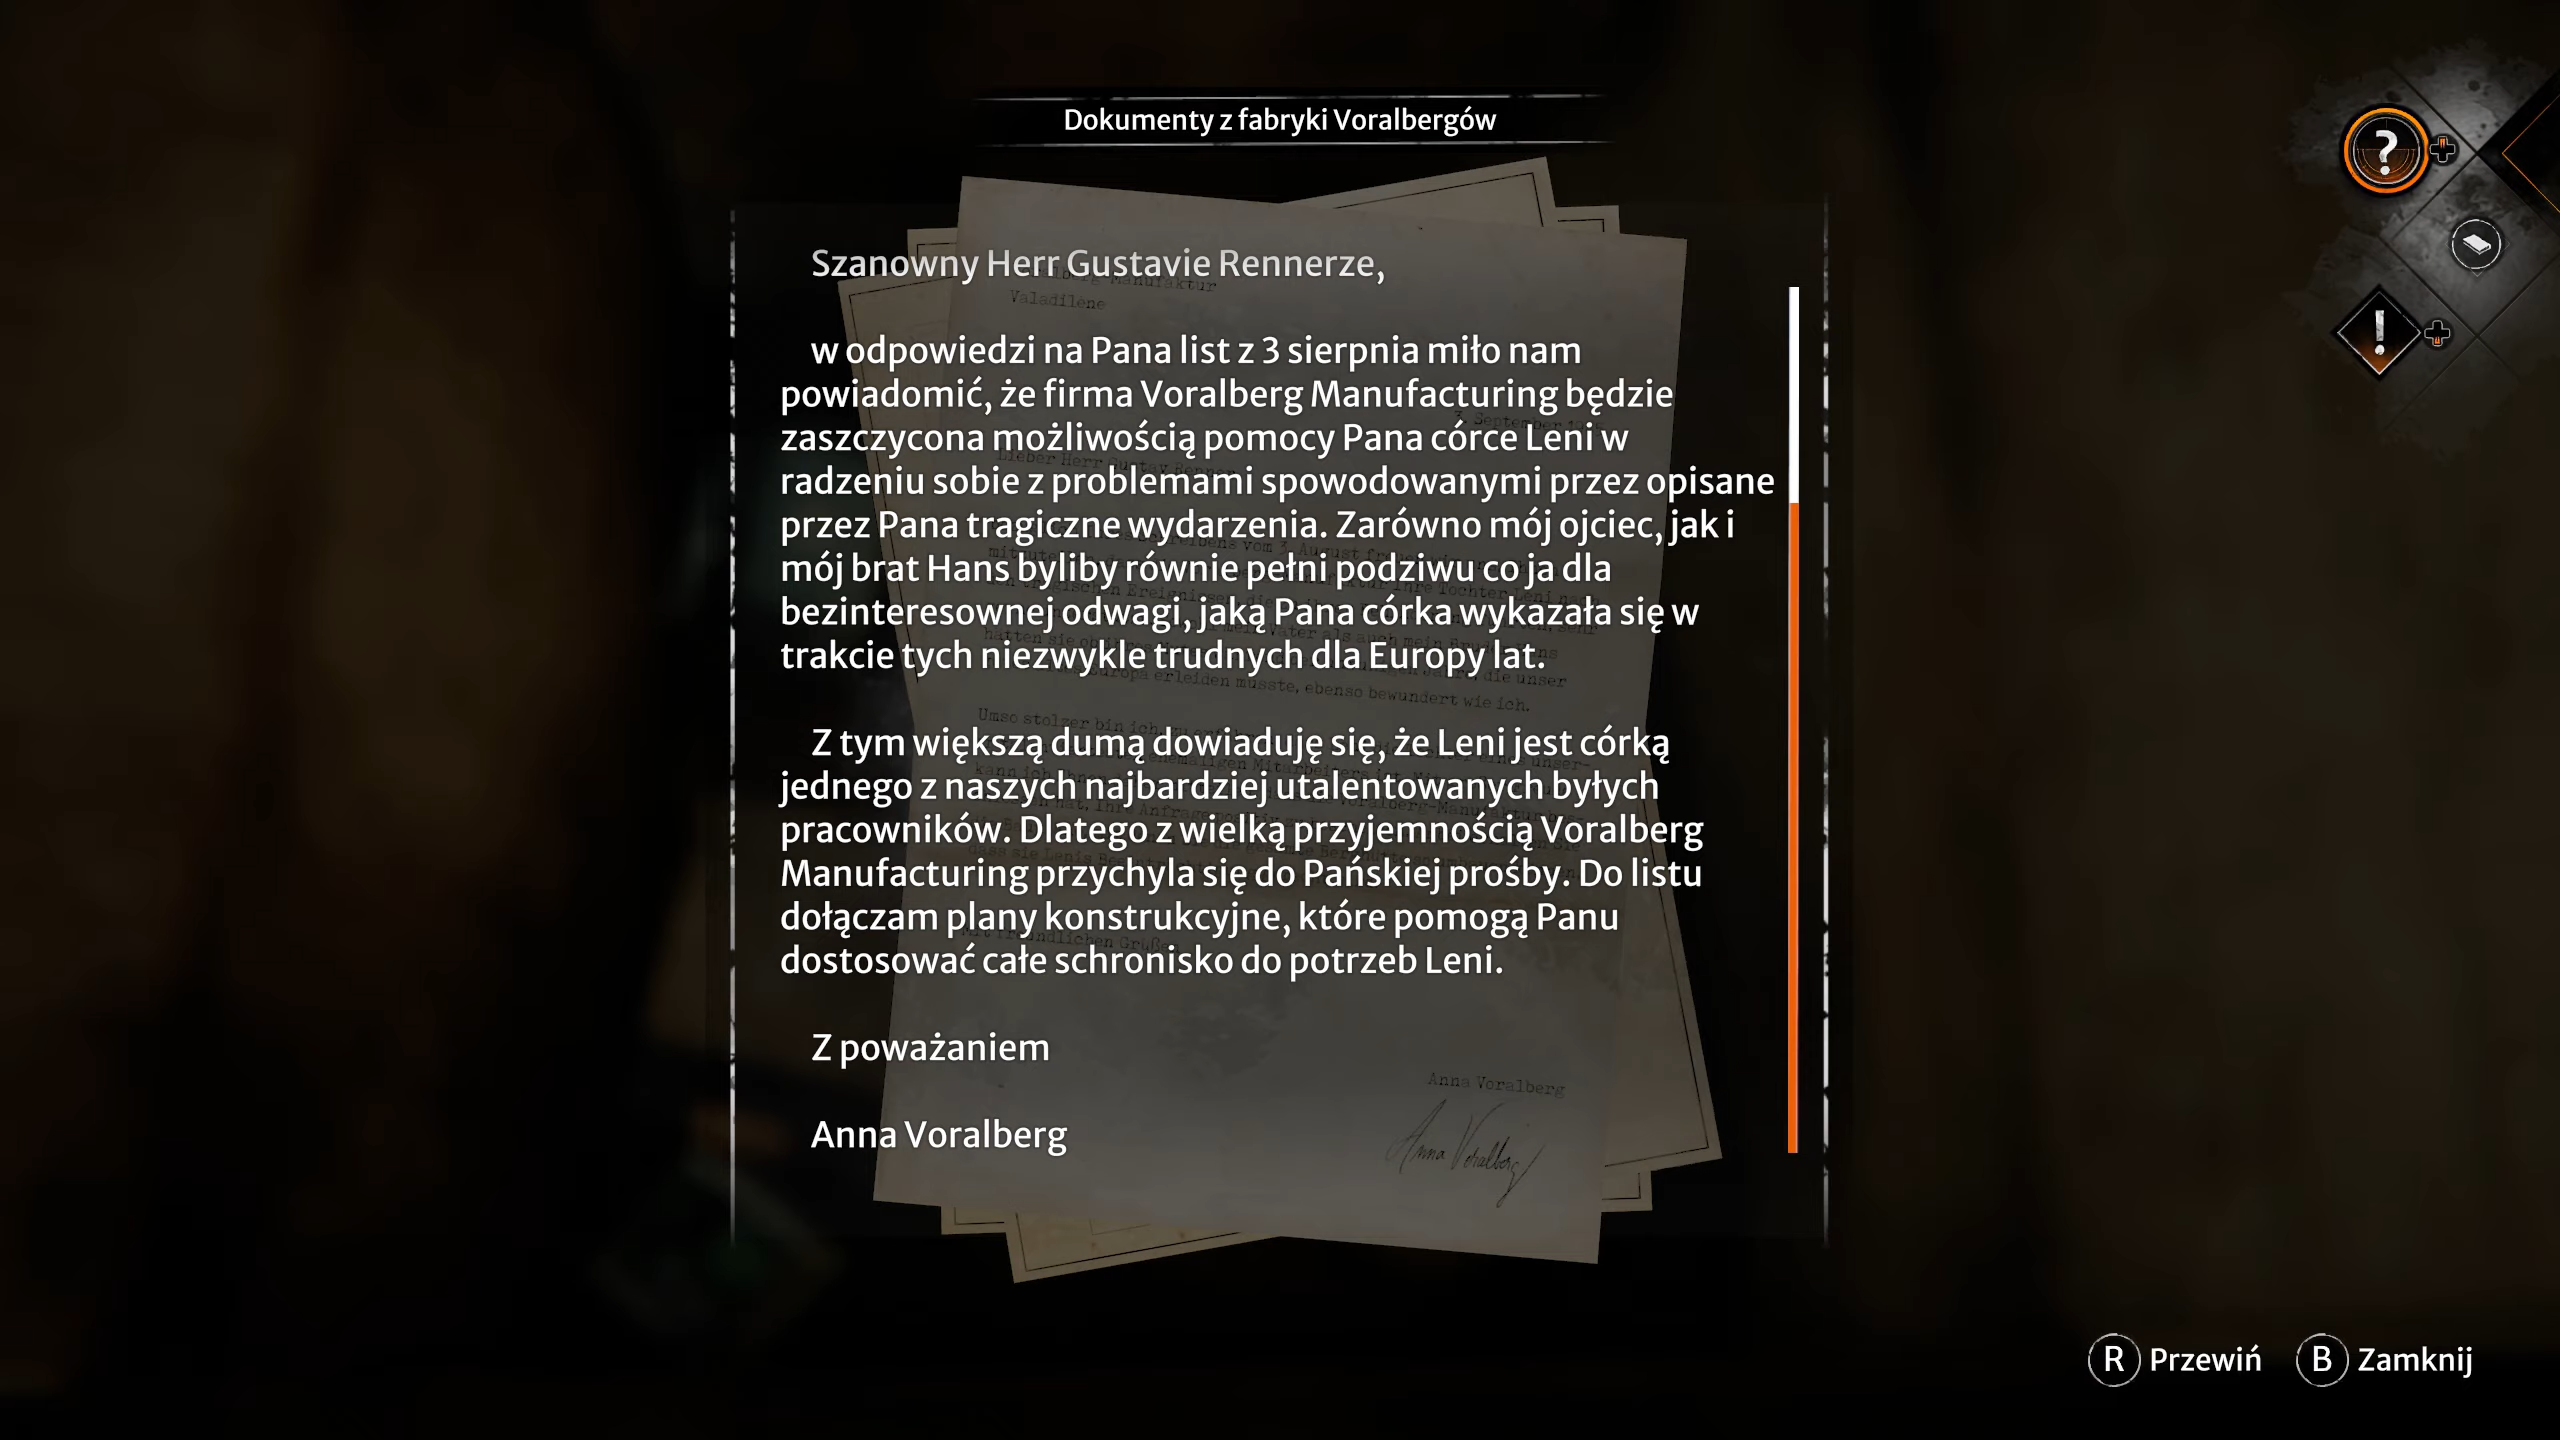 Dokumenty z fabryki Voralbergów
Szanowny Herr Gustavie Rennerze,
w odpowiedzi na Pana list z 3 sierpnia miło nam
powiadomić, że firma Voralberg Manufacturing będzie
zaszczycona możliwością pomocy Pana córce Leni w
radzeniu sobie z problemami spowodowanymi przez opisane
przez Pana tragiczne wydarzenia. Zarówno mój ojciec, jak i
mój brat Hans byliby równie pełni podziwu co ja dla
bezinteresownej odwagi, jaką Pana córka wykazała się w
trakcie tych niezwykle trudnych dla Europy lat.
Z tym większą dumą dowiaduję się, że Leni jest córką
jednego z naszych najbardziej utalentowanych byłych
pracowników. Dlatego z wielką przyjemnością Voralberg
Manufacturing przychyla się do Pańskiej prośby. Do listu
dołączam plany konstrukcyjne, które pomogą Panu
dostosować całe schronisko do potrzeb Leni.
Z poważaniem
Anna Voralberg
Valadilène
Anna Voralberg
Anna Voralberg
R Przewiń B Zamknij